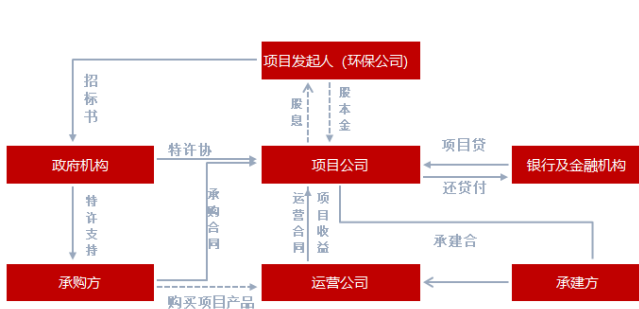 项目发起人（环保公司)
招标书
股息
股本金
政府机构
特许协
项目公司
项目贷
还贷付
银行及金融机构
特许支持
承购合同
运营合同
项目收益
承建合
承购方
购买项目产品
运营公司
承建方